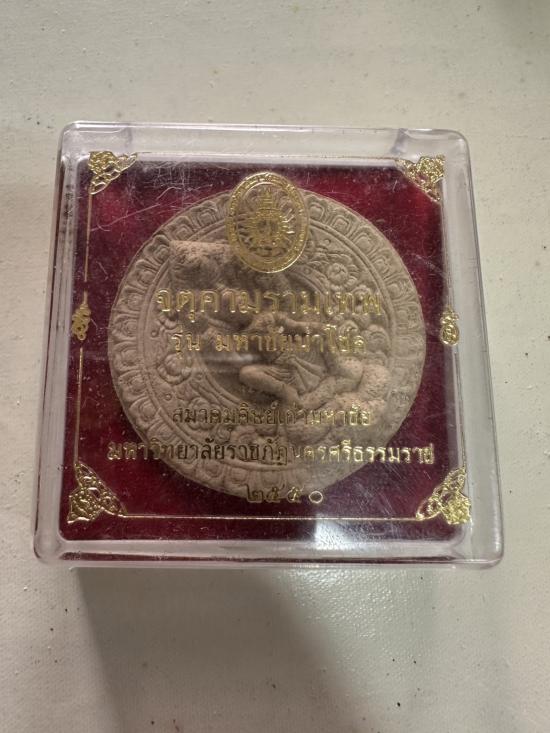 จตุคามรามเทพ
รุ่น มหาชัยนำโชค
สมาคมศิษย์เก่ามหาชัย
มหาวิทยาลัยราชภัฏนครศรีธรรมราช
๒๕๕๐